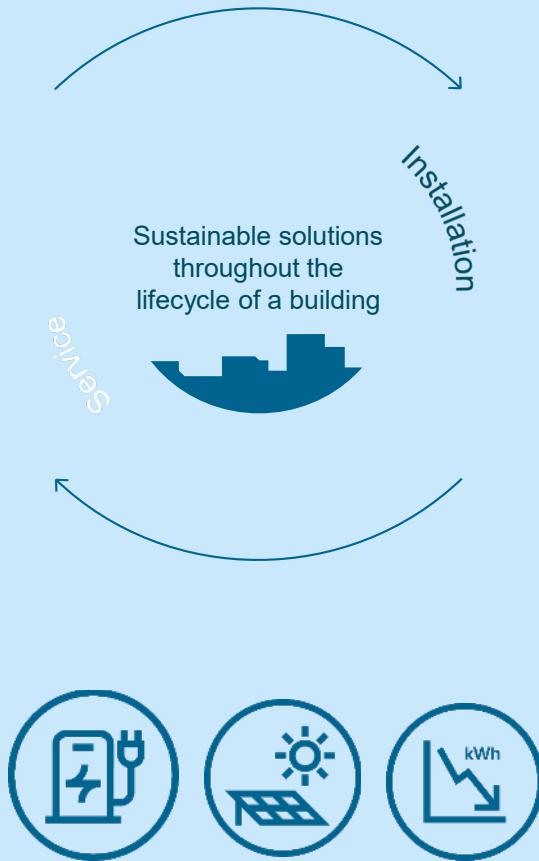 Installation
Sustainable solutions
throughout the
lifecycle of a building
Service
kWh